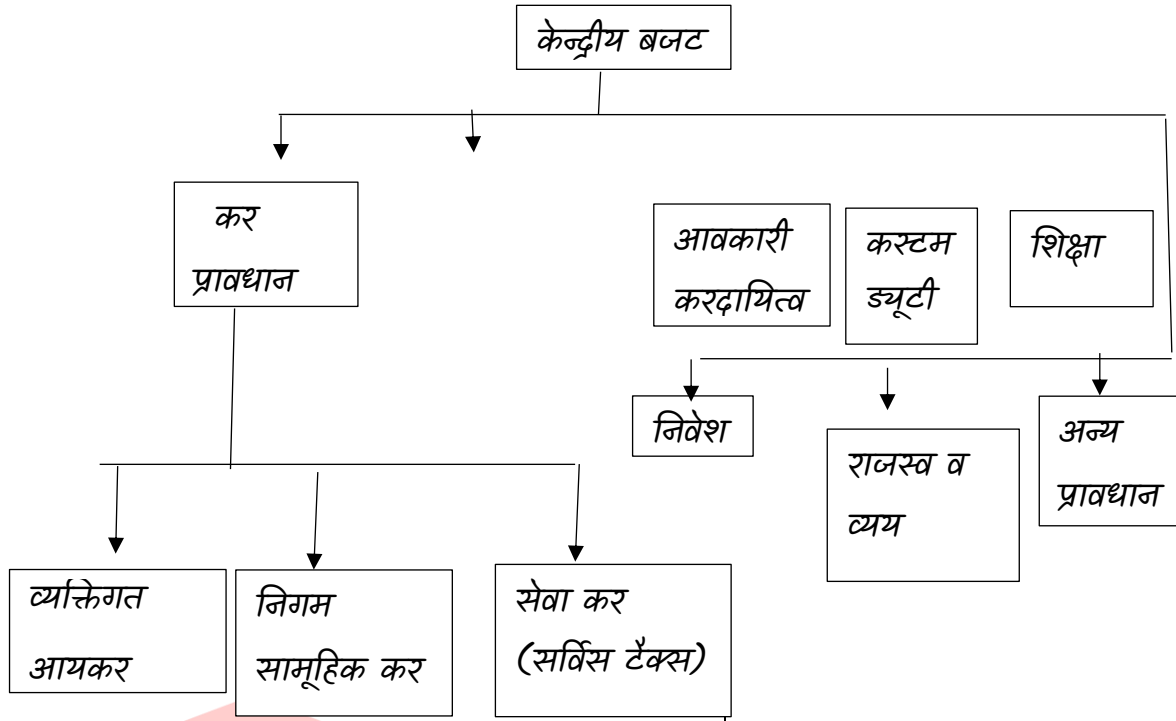 केन्द्रीय बजट
कर
प्रावधान
आवकारी
करदायित्व
कस्टम
ड्यूटी
शिक्षा
निवेश
राजस्व व
व्यय
अन्य
प्रावधान
व्यक्तिगत
आयकर
निगम
सामूहिक कर
सेवा कर
(सर्विस टैक्स)